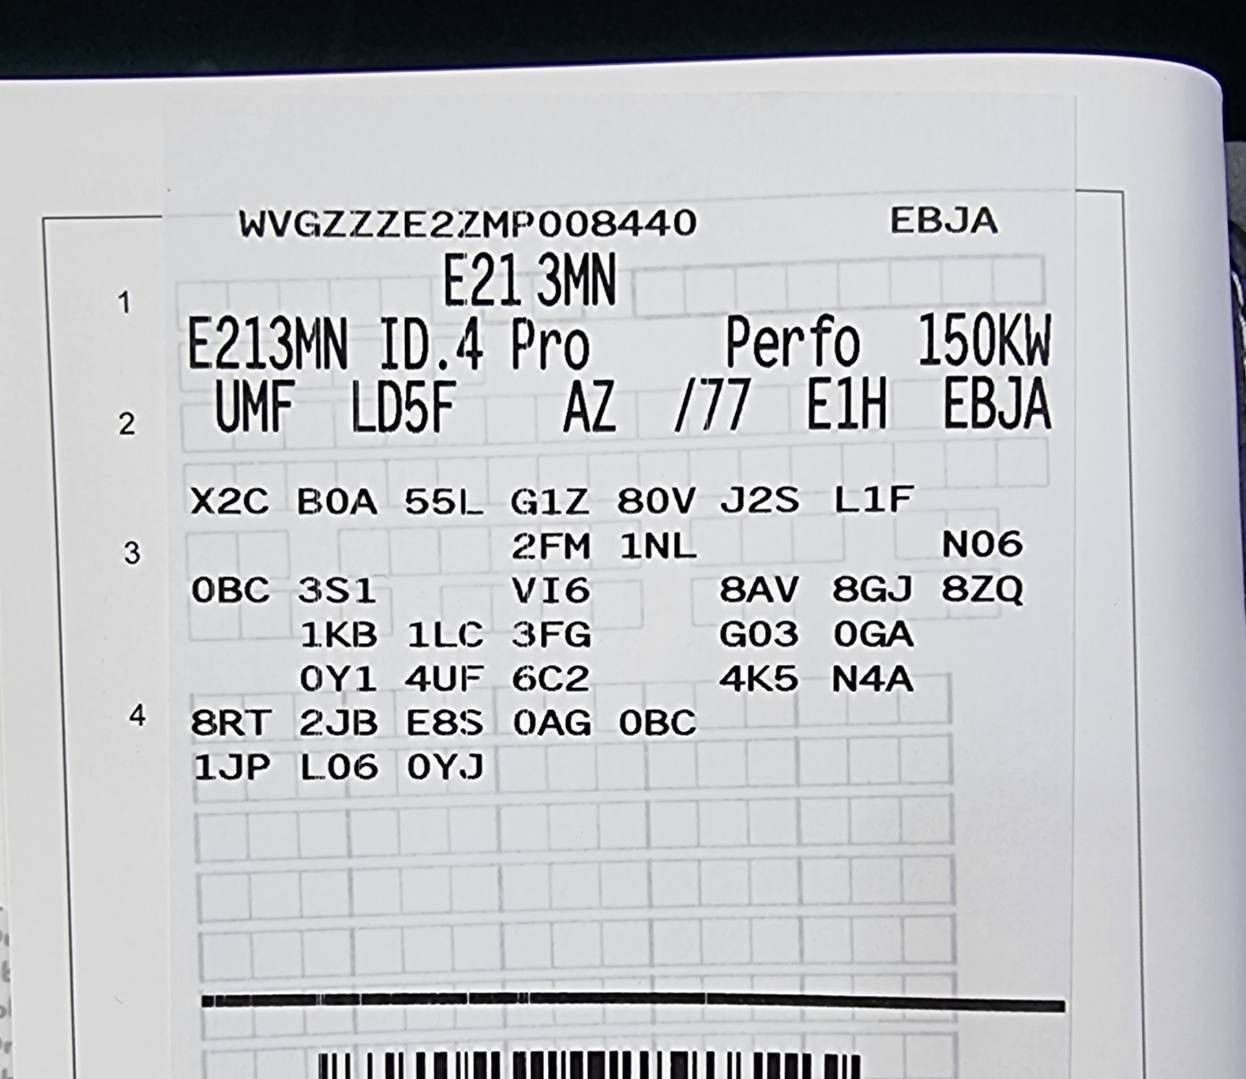 WVGZZZE2ZMP008440 EBJA
E21 3MN
1
E213MN ID.4 Pro Perfo 150KW
UMF LD5F AZ /77 E1H EBJA
2
X2C B0A 55L G1Z 80V J2S L1F
2FM 1NL N06
3
0BC 3S1 VI6 8AV 8GJ 8ZQ
1KB 1LC 3FG G03 0GA
0Y1 4UF 6C2 4K5 N4A
4
8RT 2JB E8S 0AG 0BC
1JP L06 0YJ